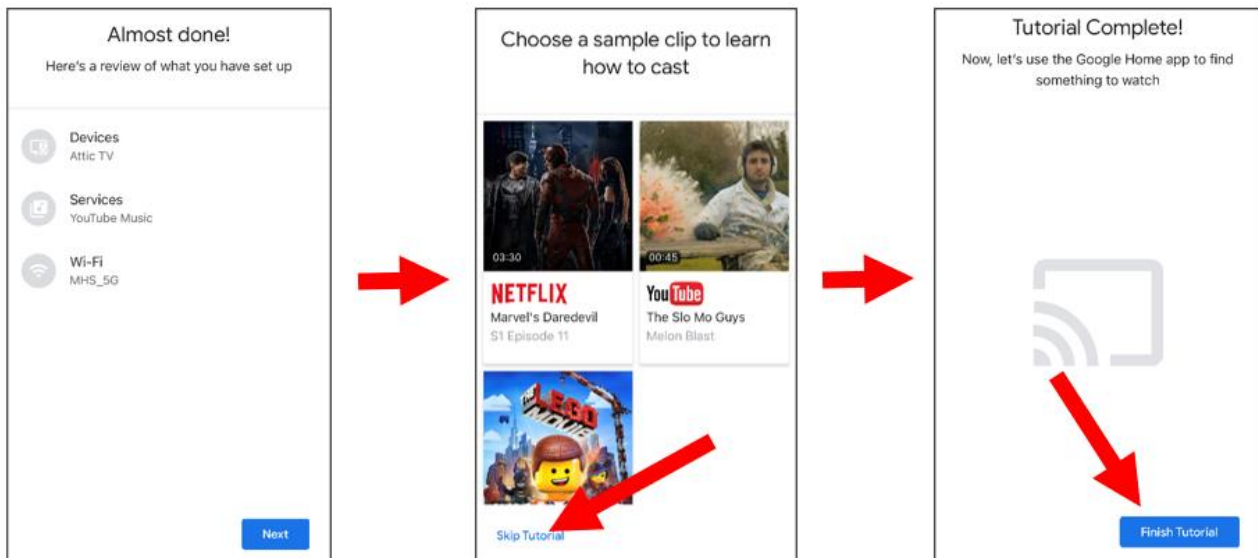 Almost done!
Here's a review of what you have set up
Devices
Attic TV
Services
YouTube Music
Wi-Fi
MHS_5G
Next
Choose a sample clip to learn
how to cast
03:30
NETFLIX
Marvel's Daredevil
S1 Episode 11
00:45
YouTube
The Slo Mo Guys
Melon Blast
THE LEGO
MOVIE
Skip Tutorial
Tutorial Complete!
Now, let's use the Google Home app to find
something to watch
Finish Tutorial